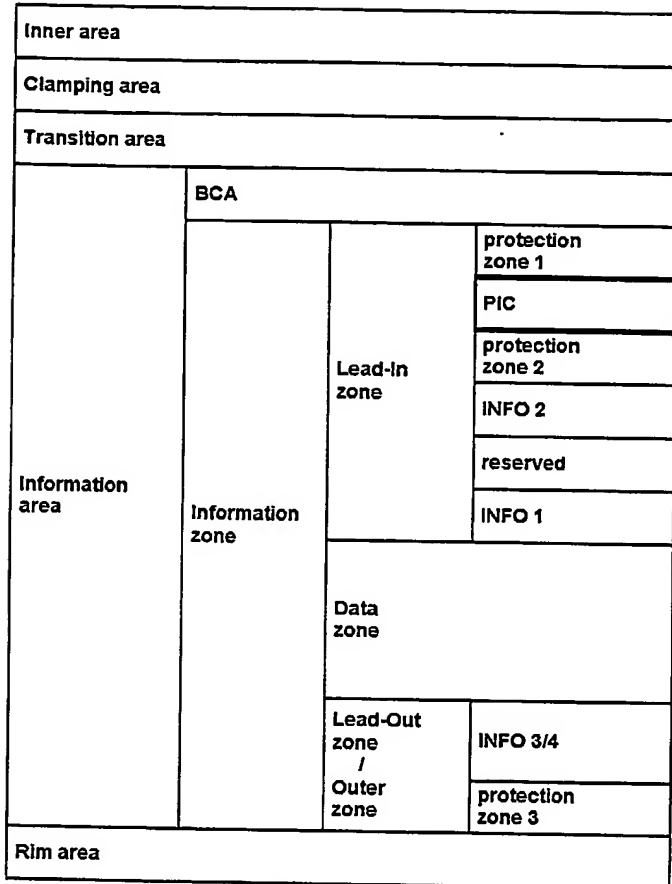 Inner area
Clamping area
Transition area
BCA
protection
zone 1
PIC
protection
zone 2
Lead-In
zone
INFO 2
reserved
INFO 1
Information
area
Information
zone
Data
zone
Lead-Out
zone
/
Outer
zone
INFO 3/4
protection
zone 3
Rim area